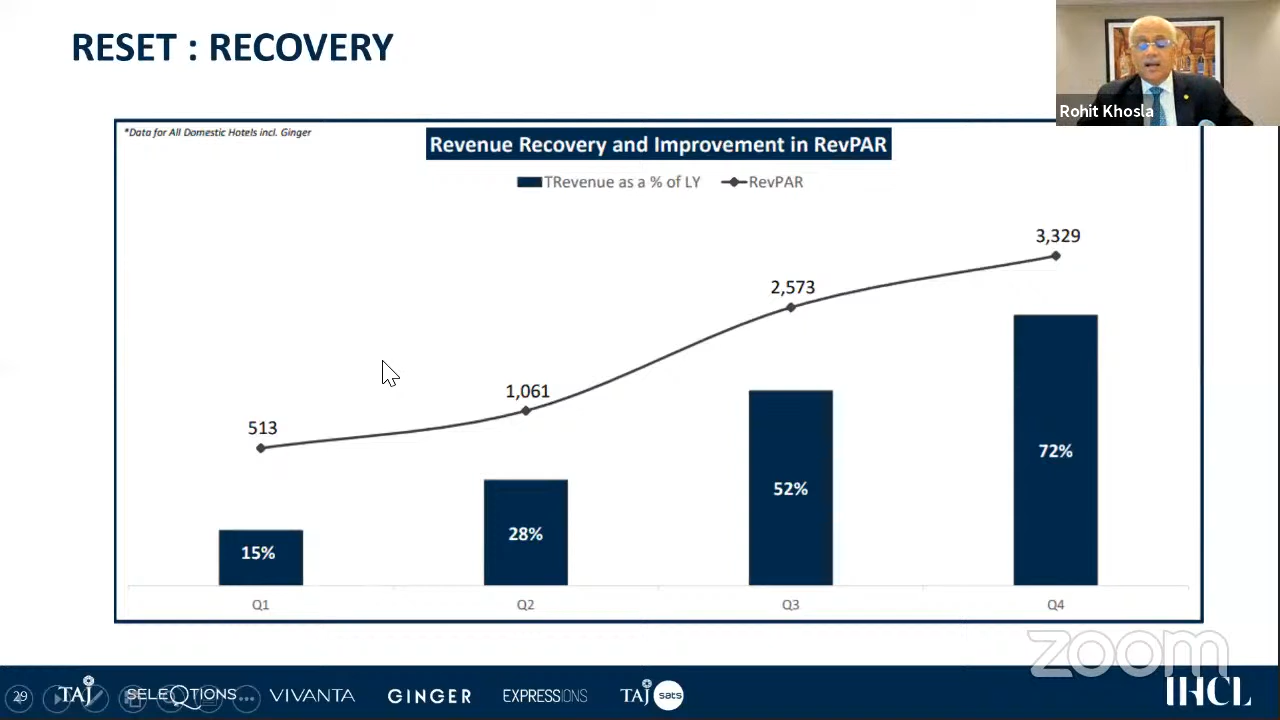 RESET : RECOVERY
Rohit Khosla
*Data for All Domestic Hotels incl. Ginger
Revenue Recovery and Improvement in RevPAR
TRevenue as a % of LY RevPAR
3,329
2,573
1,061
513
72%
52%
28%
15%
Q1 Q2 Q3 Q4
zoom
29 TAJ SELEQTIONS VIVANTA GINGER EXPRESSIONS TAJ sats IHCL